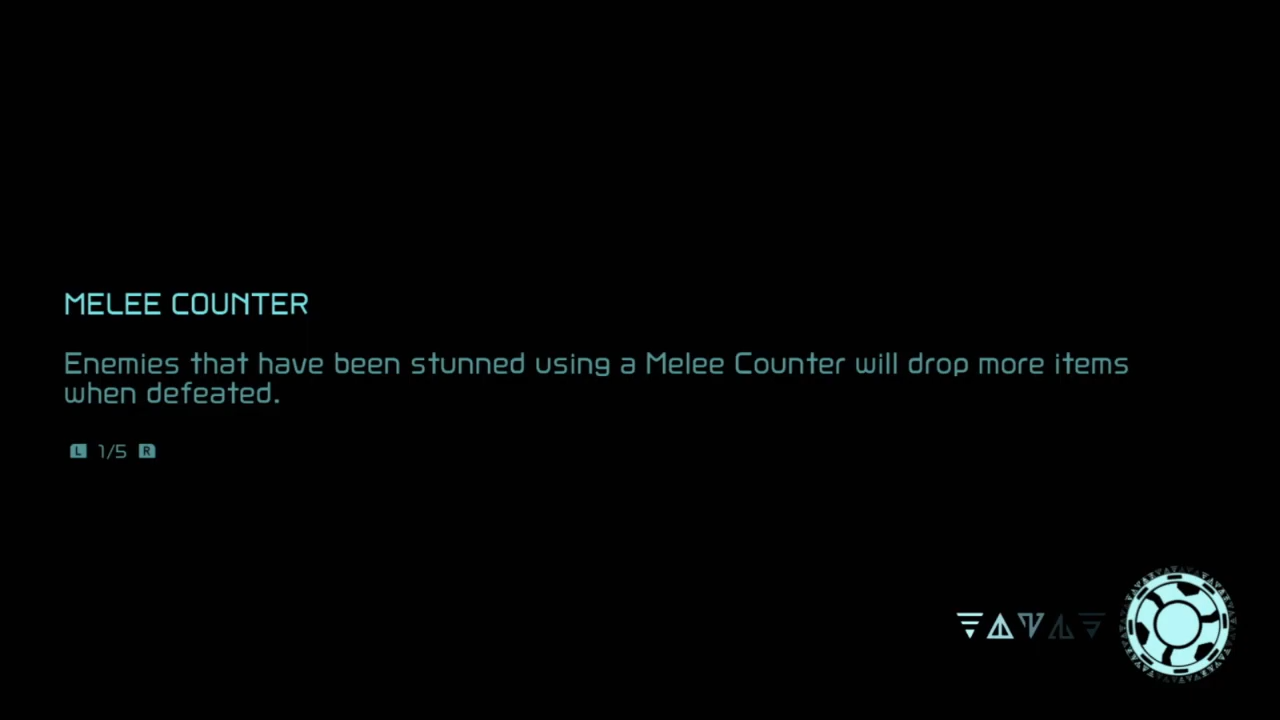 MELEE COUNTER
Enemies that have been stunned using a Melee Counter will drop more items
when defeated.
L 1/5 R